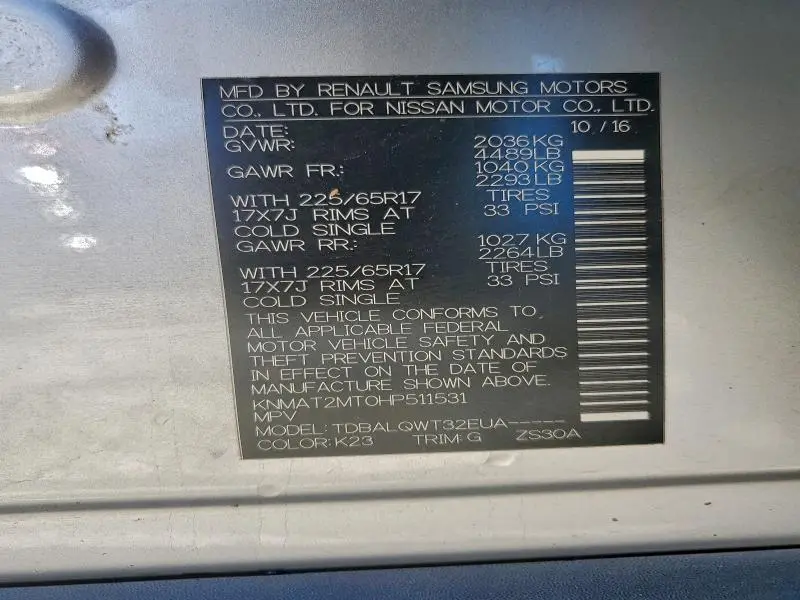 MFD BY RENAULT SAMSUNG MOTORS
CO., LTD. FOR NISSAN MOTOR CO., LTD.
DATE: 10 / 16
GVWR: 2036KG
4489LB
GAWR FR.: 1040KG
2293LB
WITH 225/65R17 TIRES
17X7J RIMS AT 33 PSI
COLD SINGLE
GAWR RR.: 1027KG
2264LB
WITH 225/65R17 TIRES
17X7J RIMS AT 33 PSI
COLD SINGLE
THIS VEHICLE CONFORMS TO
ALL APPLICABLE FEDERAL
MOTOR VEHICLE SAFETY AND
THEFT PREVENTION STANDARDS
IN EFFECT ON THE DATE OF
MANUFACTURE SHOWN ABOVE.
KNMAT2MT0HP511531
MPV
MODEL: TDBALQWT32EUA-----
COLOR: K23 TRIM: G ZS30A